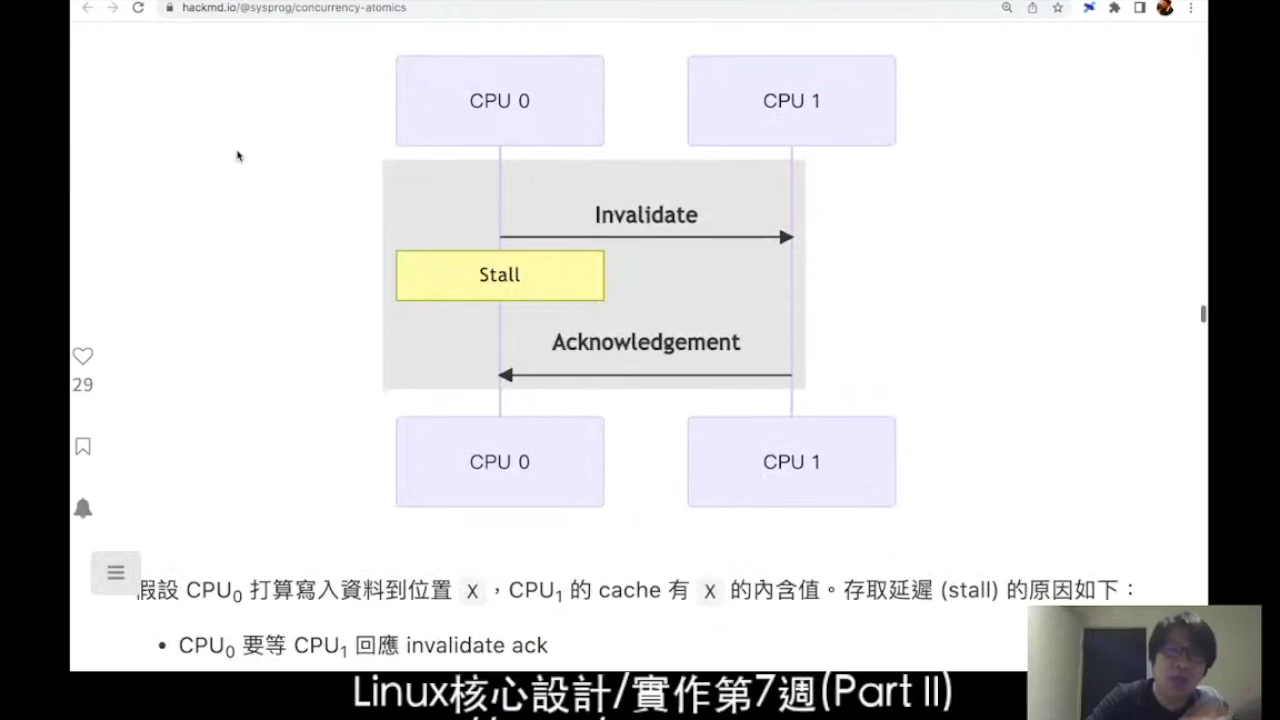 hackmd.io/@sysprog/concurrency-atomics
CPU 0
CPU 1
Invalidate
Stall
Acknowledgement
CPU 0
CPU 1
29
假設 CPU₀ 打算寫入資料到位置 X，CPU₁ 的 cache 有 X 的內含值。存取延遲 (stall) 的原因如下：
• CPU₀ 要等 CPU₁ 回應 invalidate ack
Linux核心設計/實作第7週(Part II)